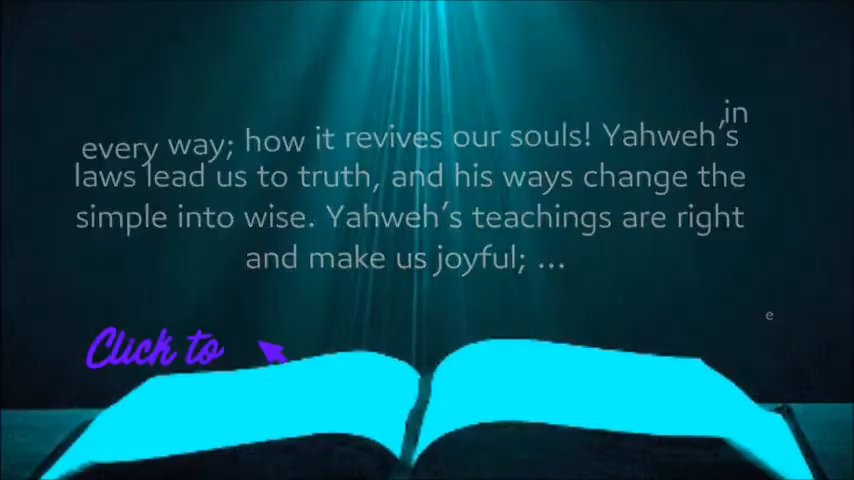 in
every way; how it revives our souls! Yahweh’s
laws lead us to truth, and his ways change the
simple into wise. Yahweh’s teachings are right
and make us joyful; ...
e
Click to